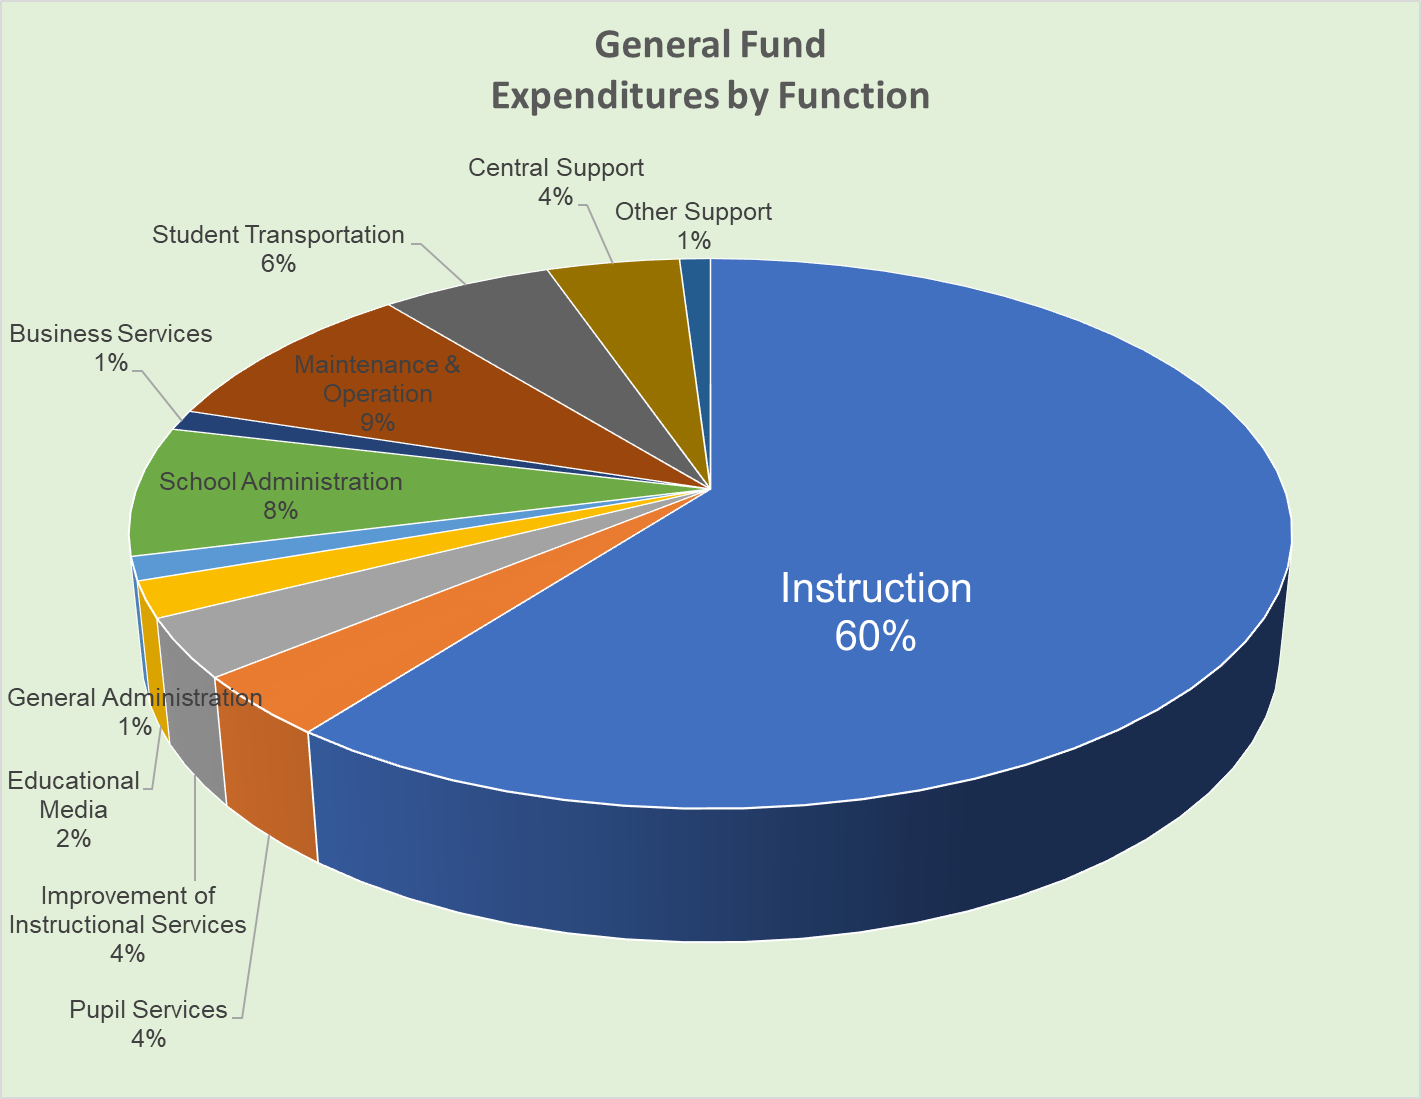 General Fund
Expenditures by Function
Central Support
4%
Other Support
1%
Student Transportation
6%
Business Services
1%
Maintenance &
Operation
9%
School Administration
8%
Instruction
60%
General Administration
1%
Educational
Media
2%
Improvement of
Instructional Services
4%
Pupil Services
4%